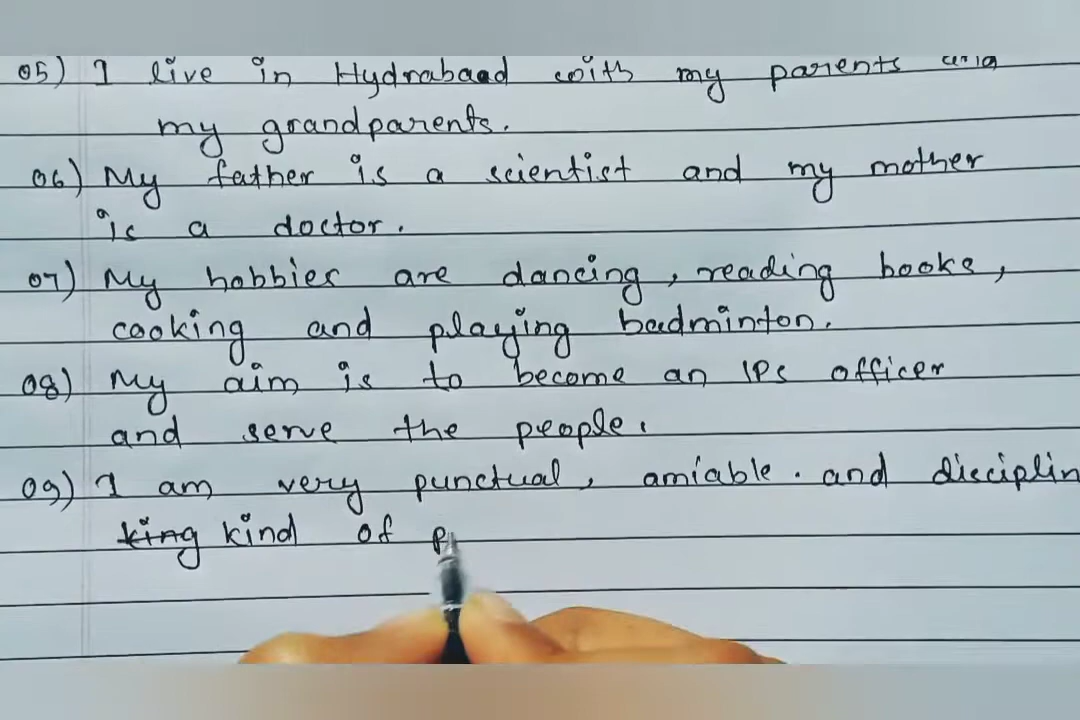 05) I live in Hydrabaad with my parents and
my grandparents.
06) My father is a scientist and my mother
is a doctor.
07) My hobbies are dancing, reading books,
cooking and playing badminton.
08) My aim is to become an IPS officer
and serve the people.
09) I am very punctual, amiable. and disciplin
king kind of p